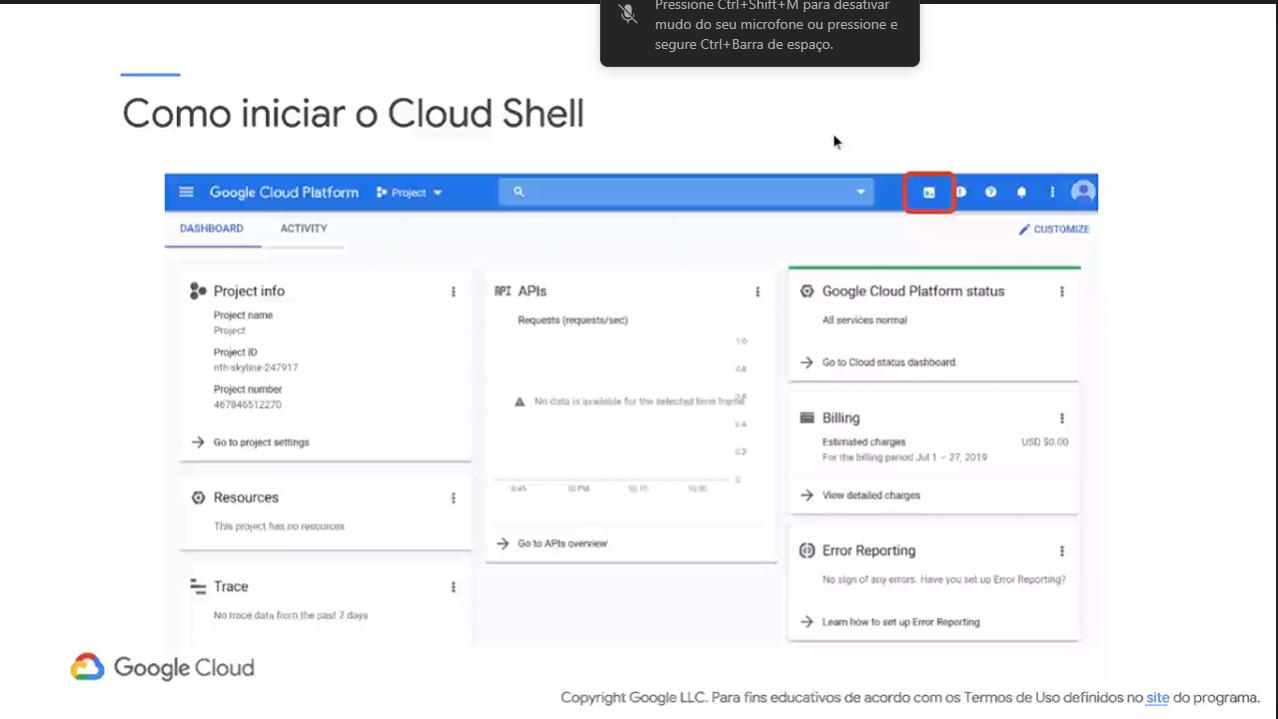 Pressione Ctrl+Shift+M para desativar
mudo do seu microfone ou pressione e
segure Ctrl+Barra de espaço.
Como iniciar o Cloud Shell
Google Cloud Platform
Project
DASHBOARD
ACTIVITY
CUSTOMIZE
Project info
Project name
Project
Project ID
nth-skyline-247917
Project number
467846512270
Go to project settings
Resources
This project has no resources
Trace
No trace data from the past 7 days
API APIs
Requests (requests/sec)
1.0
0.8
0.6
No data is available for the selected time frame
0.4
0.2
0
9:45
10 PM
10:15
10:30
Go to APIs overview
Google Cloud Platform status
All services normal
Go to Cloud status dashboard
Billing
Estimated charges
USD $0.00
For the billing period Jul 1 – 27, 2019
View detailed charges
Error Reporting
No sign of any errors. Have you set up Error Reporting?
Learn how to set up Error Reporting
Google Cloud
Copyright Google LLC. Para fins educativos de acordo com os Termos de Uso definidos no site do programa.